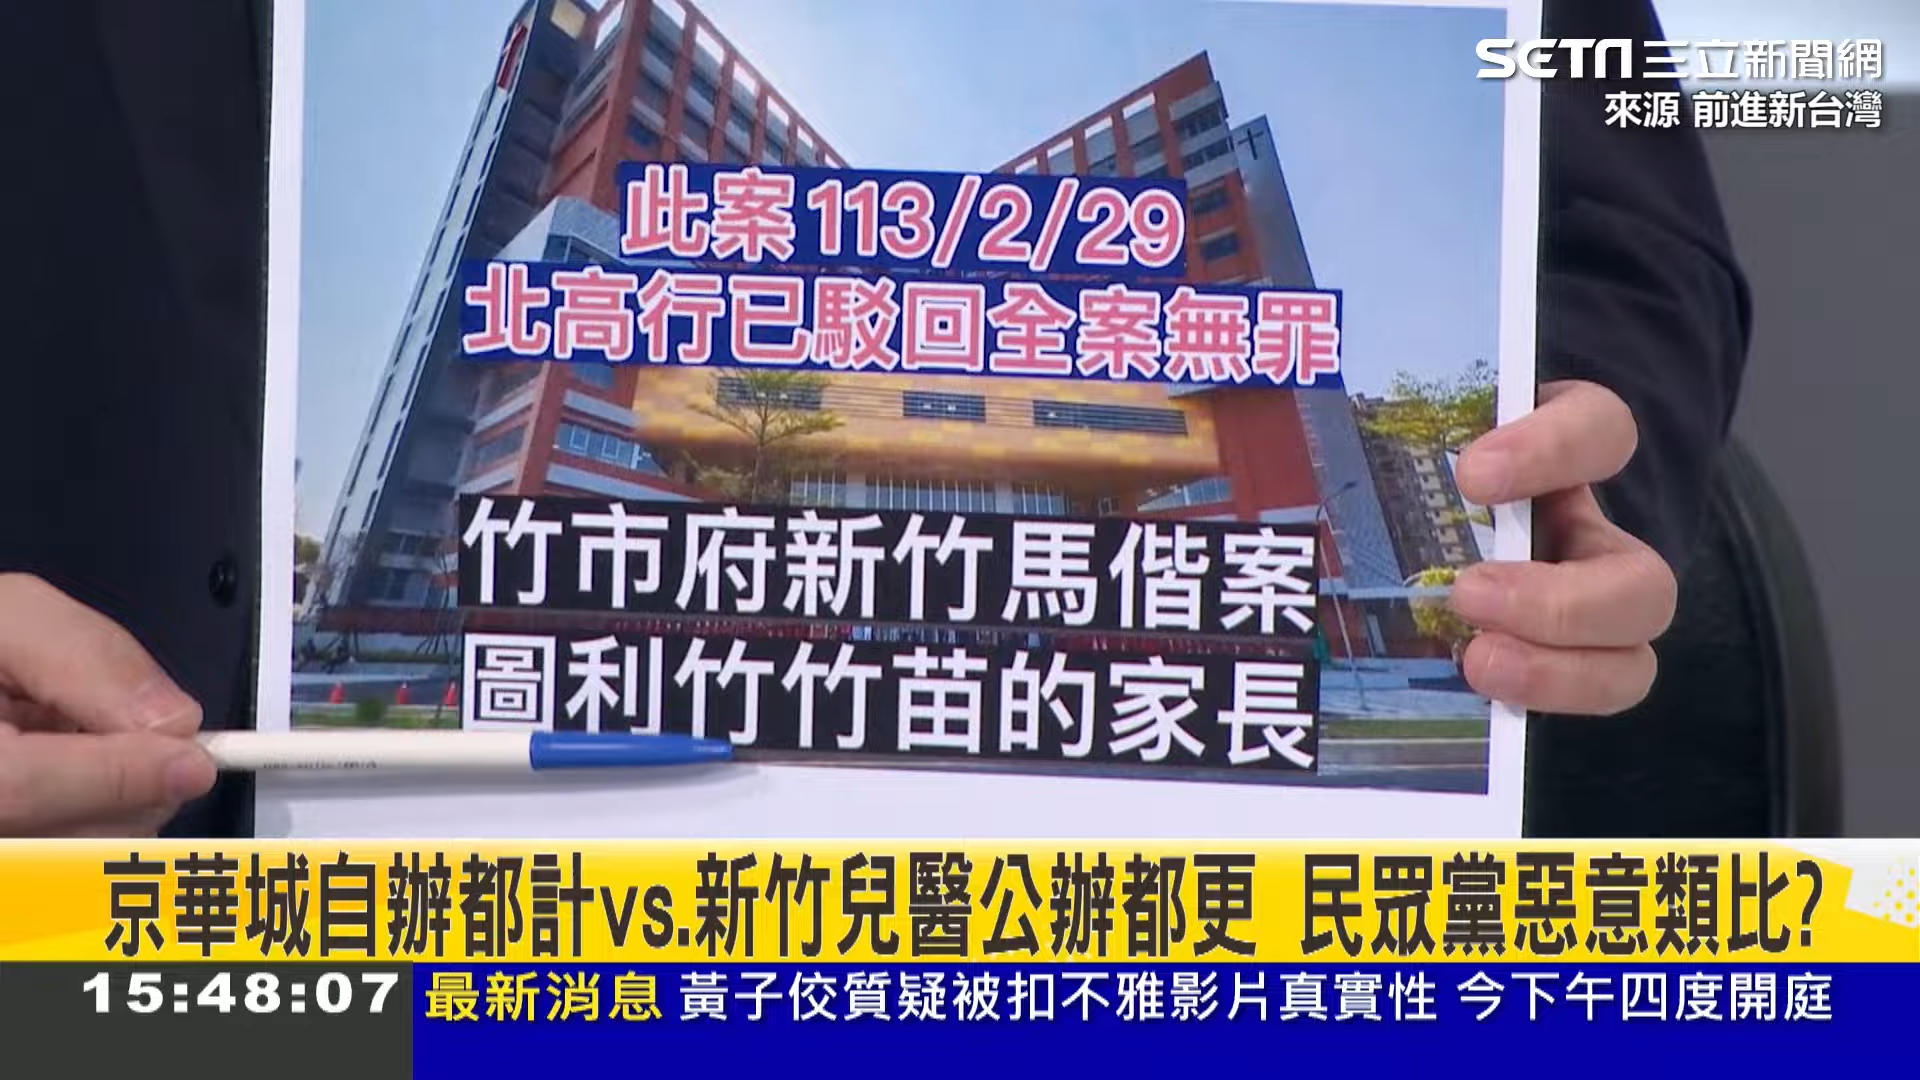 SETN三立新聞網
來源 前進新台灣
此案113/2/29
北高行已駁回全案無罪
竹市府新竹馬偕案
圖利竹竹苗的家長
京華城自辦都計vs.新竹兒醫公辦都更 民眾黨惡意類比?
15:48:07 最新消息 黃子佼質疑被扣不雅影片真實性 今下午四度開庭